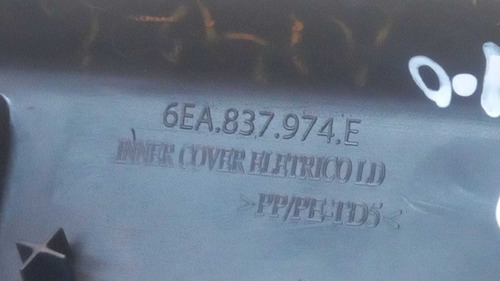 6EA.837.974.E
INNER COVER ELETRICO LD
>PP/PE-TD5<